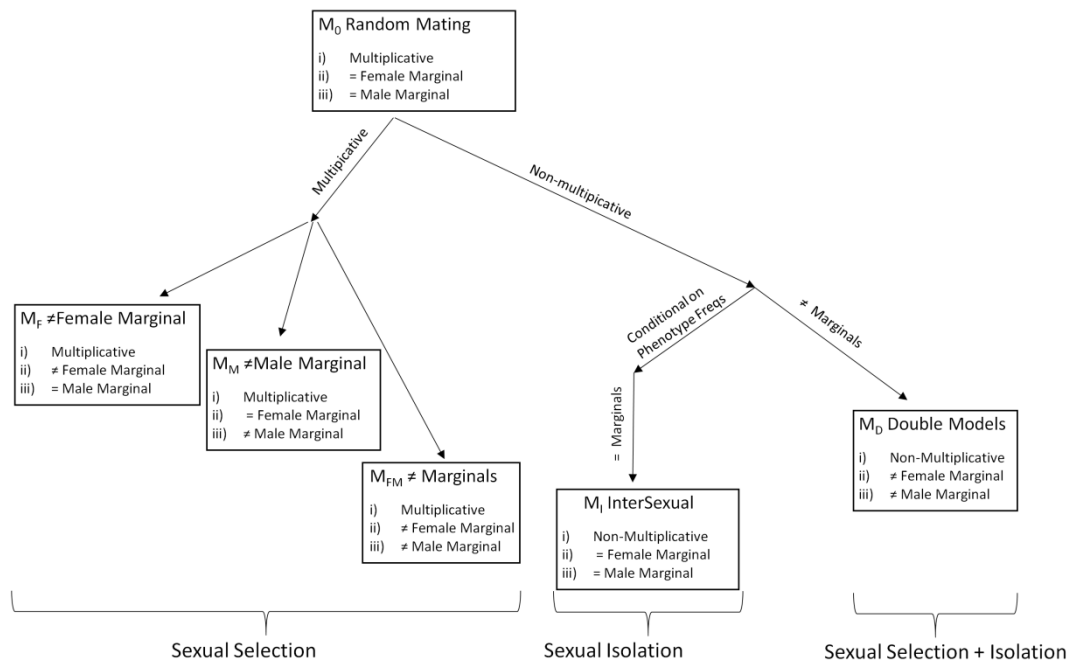 M0 Random Mating
i) Multiplicative
ii) = Female Marginal
iii) = Male Marginal
Multipicative
Non-multipicative
MF ≠Female Marginal
i) Multiplicative
ii) ≠ Female Marginal
iii) = Male Marginal
MM ≠Male Marginal
i) Multiplicative
ii) = Female Marginal
iii) ≠ Male Marginal
MFM ≠ Marginals
i) Multiplicative
ii) ≠ Female Marginal
iii) ≠ Male Marginal
Conditional on
Phenotype Freqs
= Marginals
≠ Marginals
MI InterSexual
i) Non-Multiplicative
ii) = Female Marginal
iii) = Male Marginal
MD Double Models
i) Non-Multiplicative
ii) ≠ Female Marginal
iii) ≠ Male Marginal
Sexual Selection
Sexual Isolation
Sexual Selection + Isolation